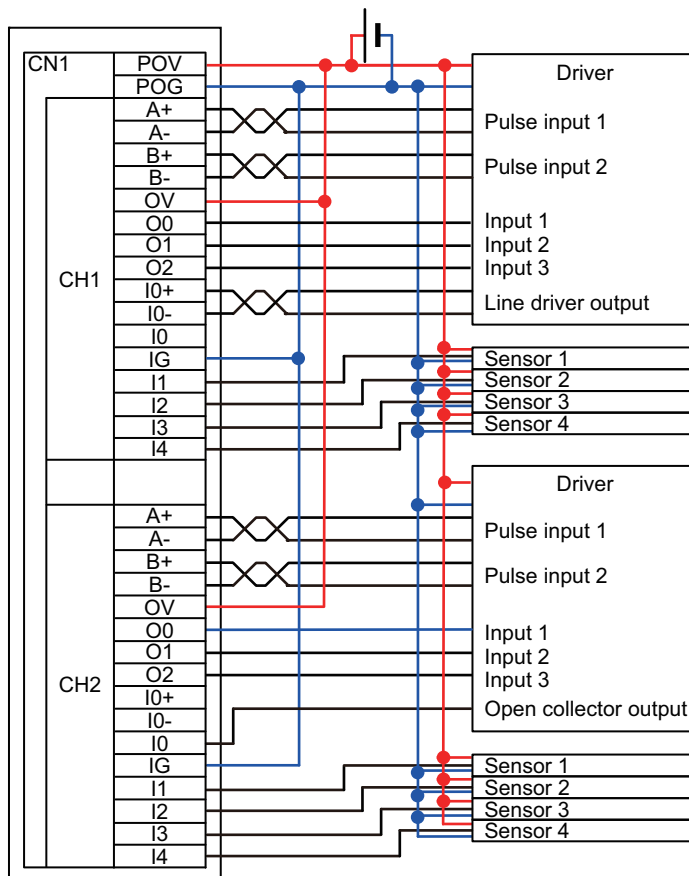 CN1
POV
POG
CH1
A+
A-
B+
B-
OV
O0
O1
O2
I0+
I0-
I0
IG
I1
I2
I3
I4
CH2
A+
A-
B+
B-
OV
O0
O1
O2
I0+
I0-
I0
IG
I1
I2
I3
I4
Driver
Pulse input 1
Pulse input 2
Input 1
Input 2
Input 3
Line driver output
Sensor 1
Sensor 2
Sensor 3
Sensor 4
Driver
Pulse input 1
Pulse input 2
Input 1
Input 2
Input 3
Open collector output
Sensor 1
Sensor 2
Sensor 3
Sensor 4